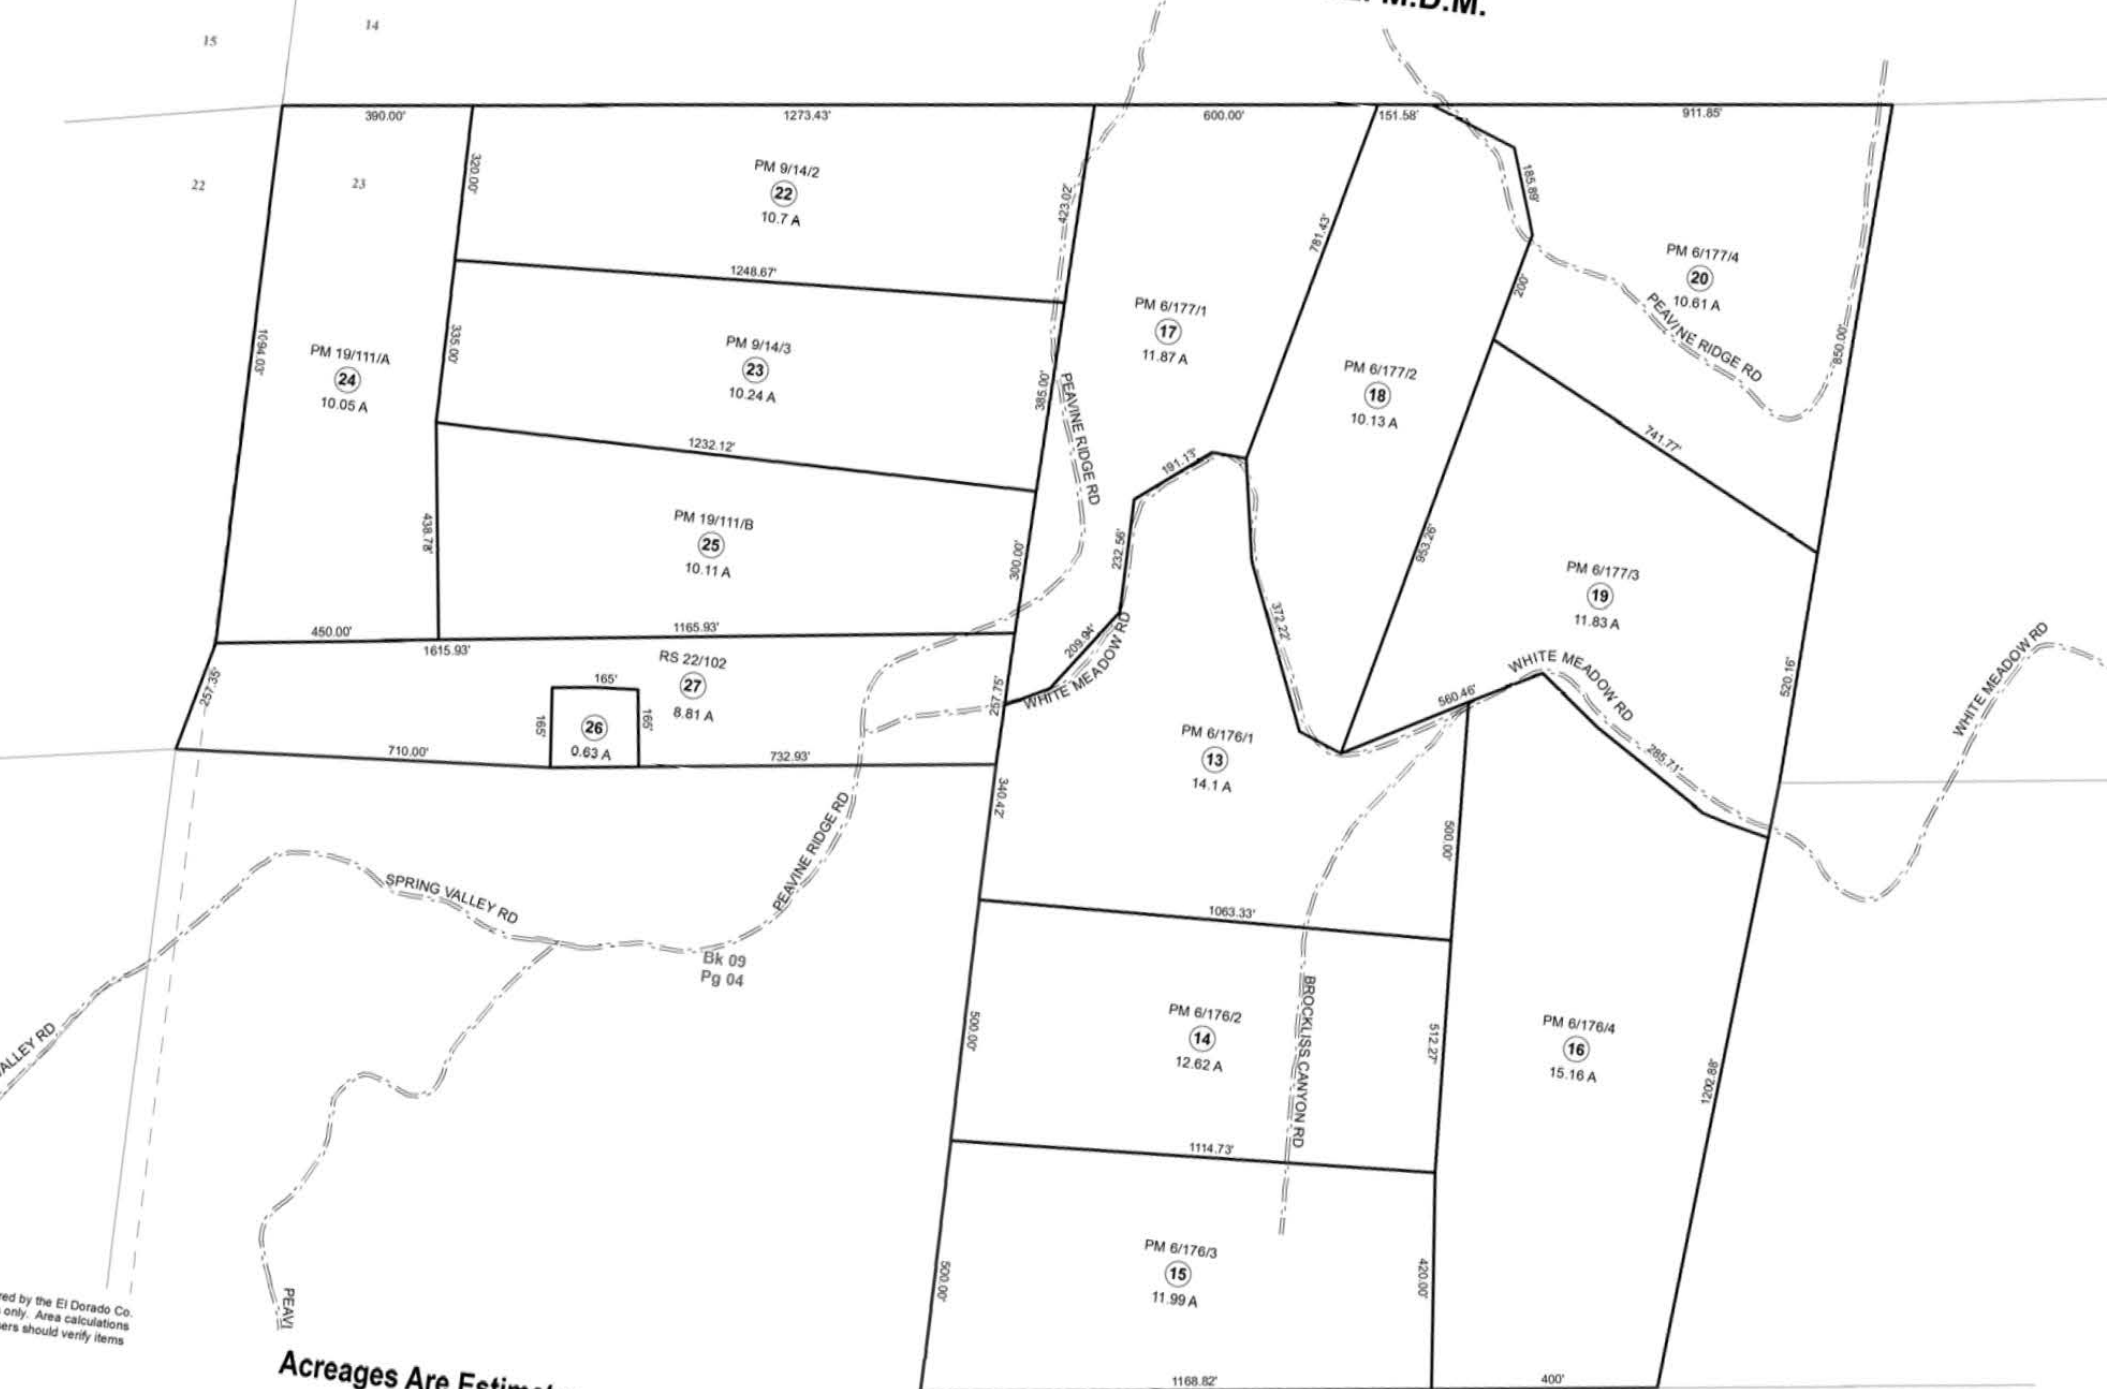 M.D.M.
15
14
390.00'
1273.43'
600.00'
151.58'
911.85'
22
23
320.00'
PM 9/14/2
22
10.7 A
423.02'
781.43'
185.89'
200'
PM 6/177/4
20
10.61 A
PEAVINE RIDGE RD
850.00'
1248.67'
1094.03'
PM 19/111/A
24
10.05 A
335.00'
PM 9/14/3
23
10.24 A
385.00'
PEAVINE RIDGE RD
PM 6/177/1
17
11.87 A
PM 6/177/2
18
10.13 A
741.77'
1232.12'
191.13'
438.78'
PM 19/111/B
25
10.11 A
300.00'
232.56'
953.26'
PM 6/177/3
19
11.83 A
372.22'
209.94'
WHITE MEADOW RD
450.00'
1165.93'
1615.93'
RS 22/102
27
8.81 A
257.35'
165'
165'
165'
26
0.63 A
257.75'
560.46'
WHITE MEADOW RD
285.71'
520.16'
WHITE MEADOW RD
710.00'
732.93'
340.42'
PM 6/176/1
13
14.1 A
500.00'
PEAVINE RIDGE RD
SPRING VALLEY RD
Bk 09
Pg 04
1063.33'
VALLEY RD
500.00'
PM 6/176/2
14
12.62 A
BROCKLISS CANYON RD
512.27'
PM 6/176/4
16
15.16 A
1202.88'
1114.73'
PM 6/176/3
15
11.99 A
500.00'
420.00'
PEAVI
red by the El Dorado Co.
only. Area calculations
ers should verify items
Acreages Are
1168.82'
400'